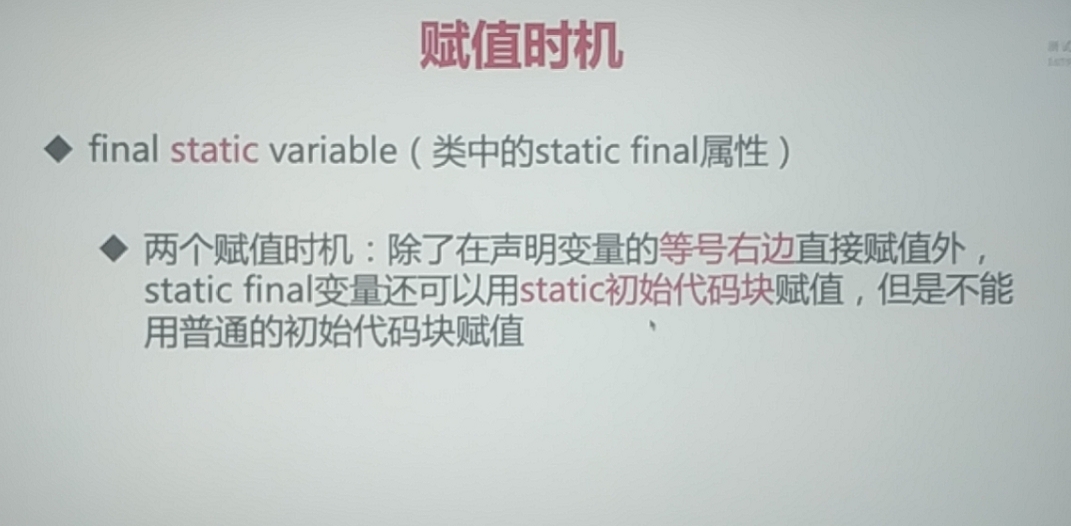 赋值时机
final static variable（类中的static final属性）
两个赋值时机：除了在声明变量的等号右边直接赋值外，
static final变量还可以用static初始代码块赋值，但是不能
用普通的初始代码块赋值